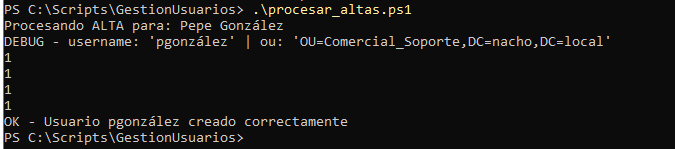 PS C:\Scripts\GestionUsuarios> .\procesar_altas.ps1
Procesando ALTA para: Pepe González
DEBUG - username: 'pgonzález' | ou: 'OU=Comercial_Soporte,DC=nacho,DC=local'
1
1
1
1
OK - Usuario pgonzález creado correctamente
PS C:\Scripts\GestionUsuarios>